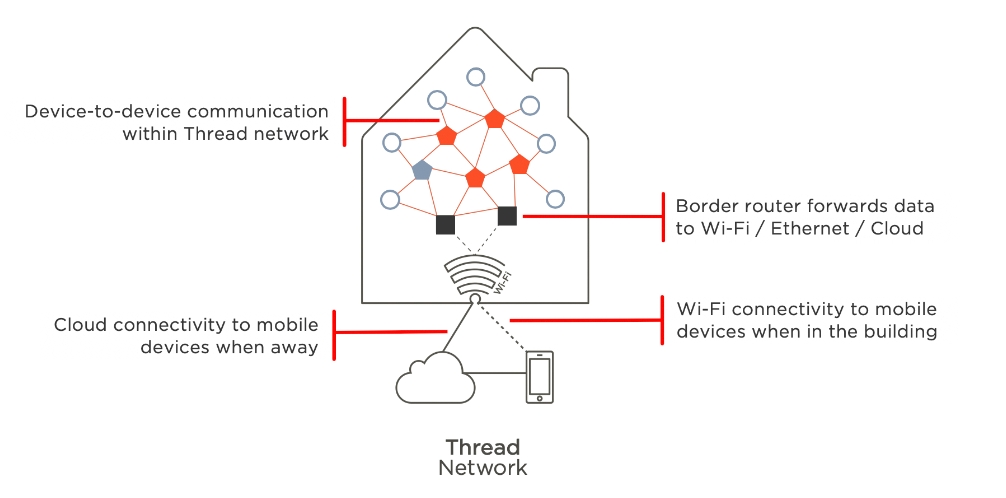 Device-to-device communication
within Thread network
Border router forwards data
to Wi-Fi / Ethernet / Cloud
Wi-Fi
Cloud connectivity to mobile
devices when away
Wi-Fi connectivity to mobile
devices when in the building
Thread
Network